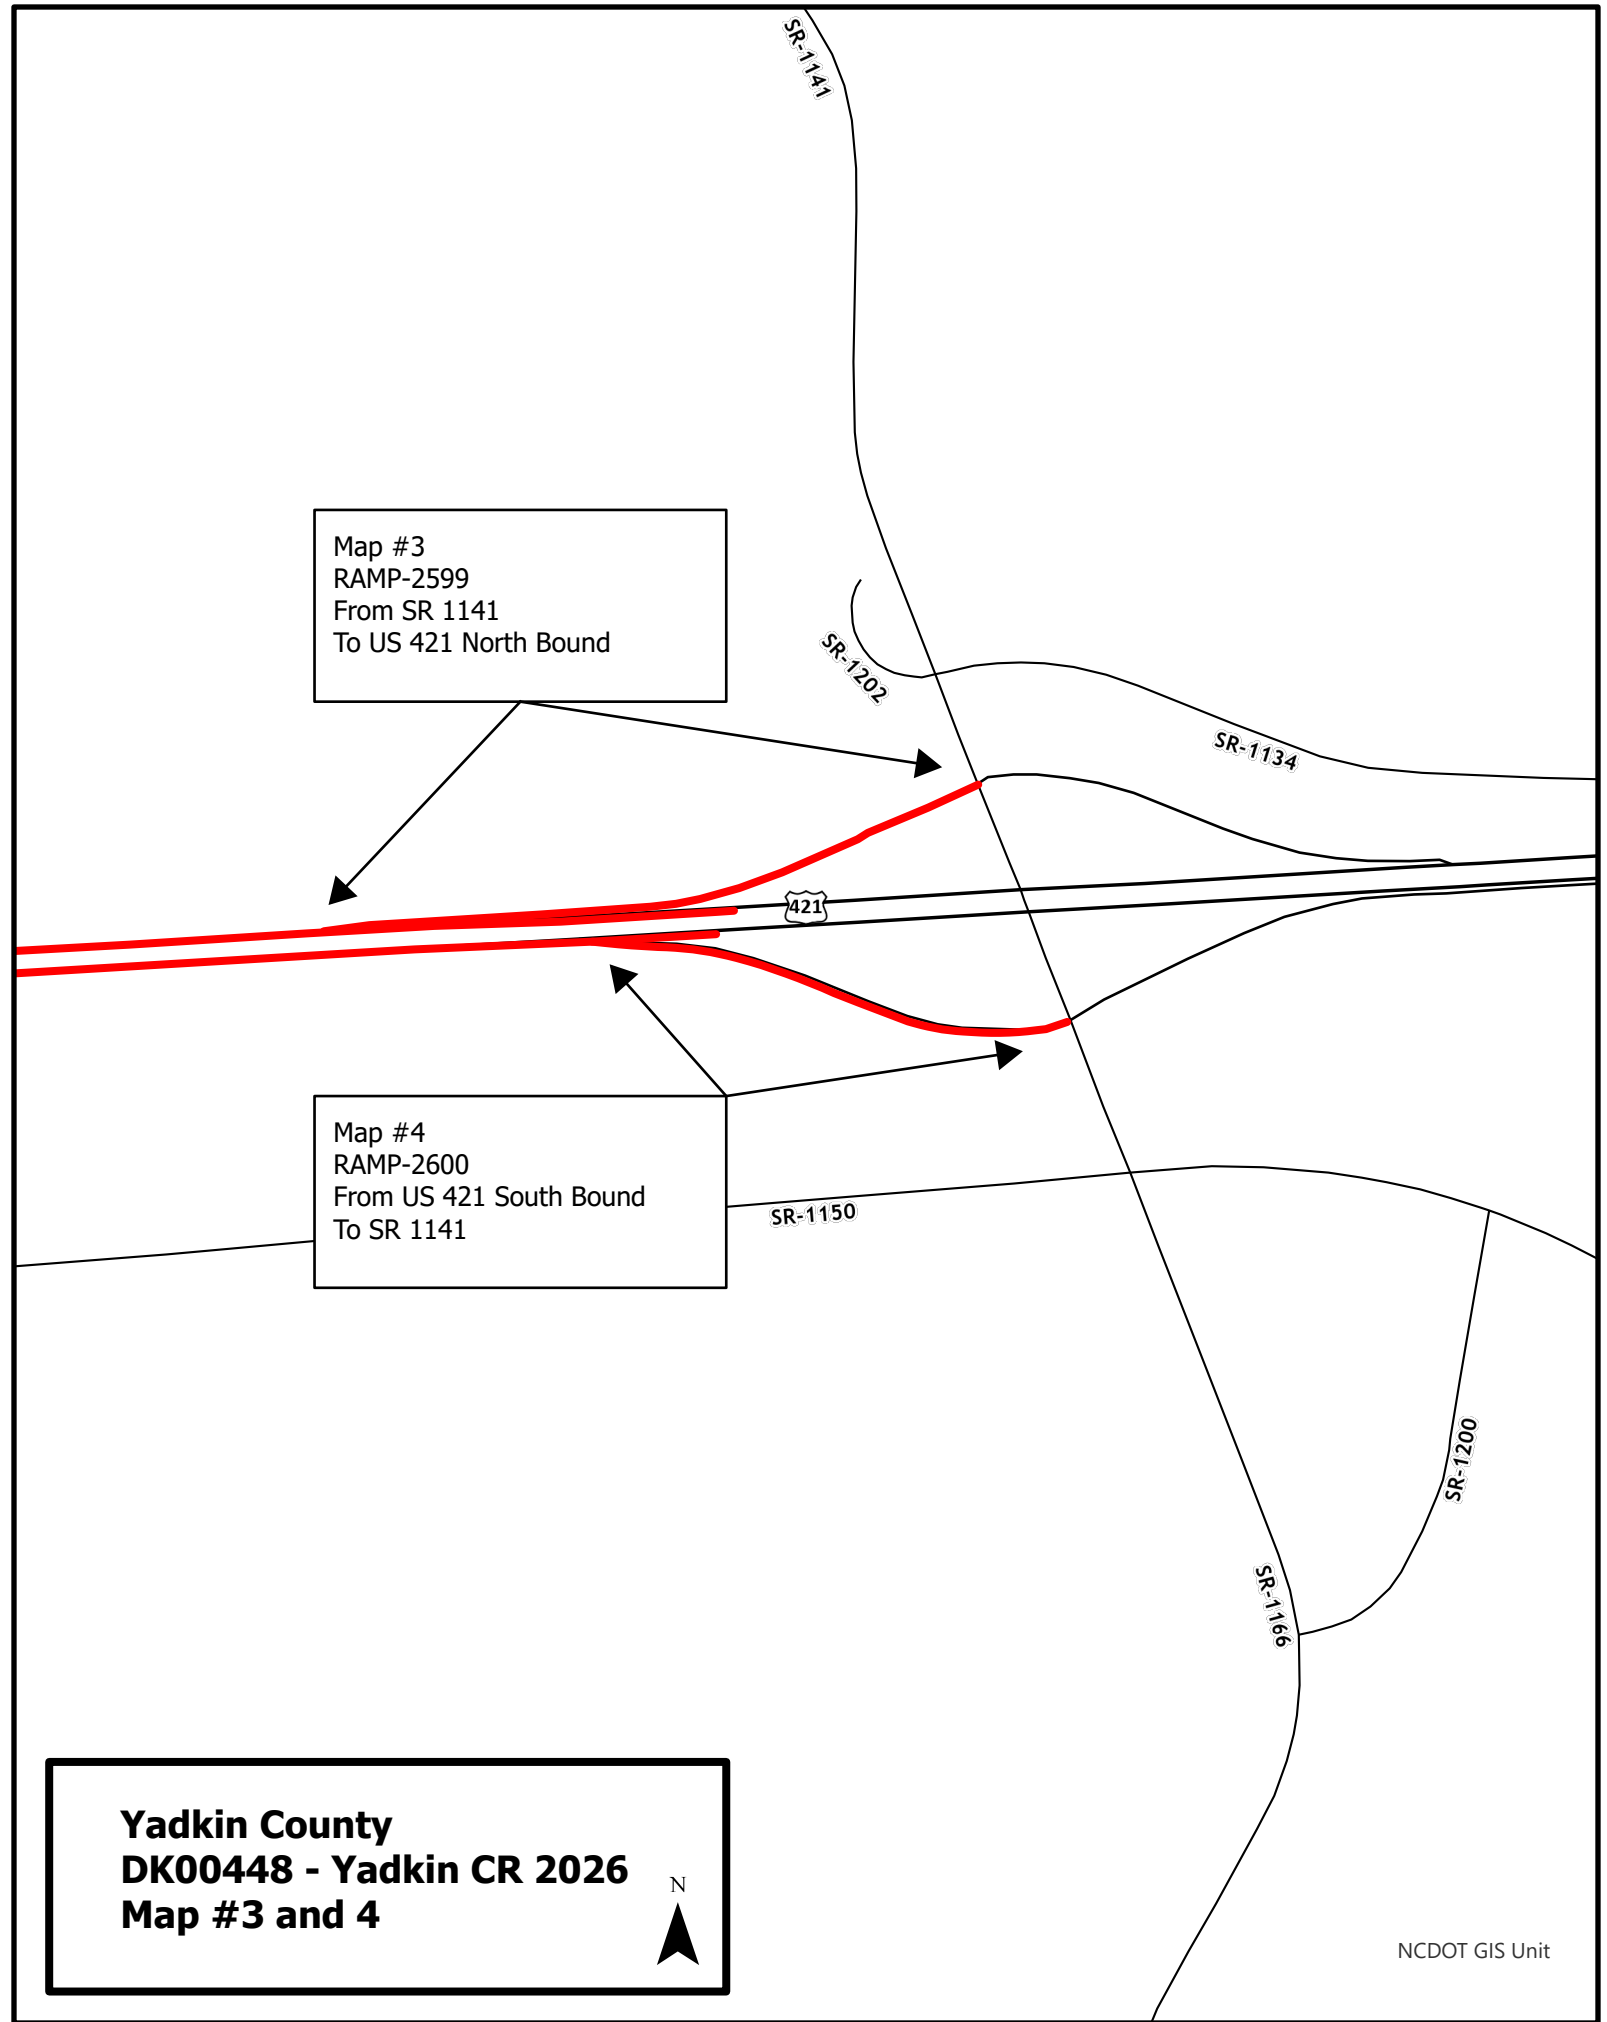 SR-1141
Map #3
RAMP-2599
From SR 1141
To US 421 North Bound
SR-1202
SR-1134
421
Map #4
RAMP-2600
From US 421 South Bound
To SR 1141
SR-1150
SR-1200
SR-1166
Yadkin County
DK00448 - Yadkin CR 2026
Map #3 and 4
N
NCDOT GIS Unit